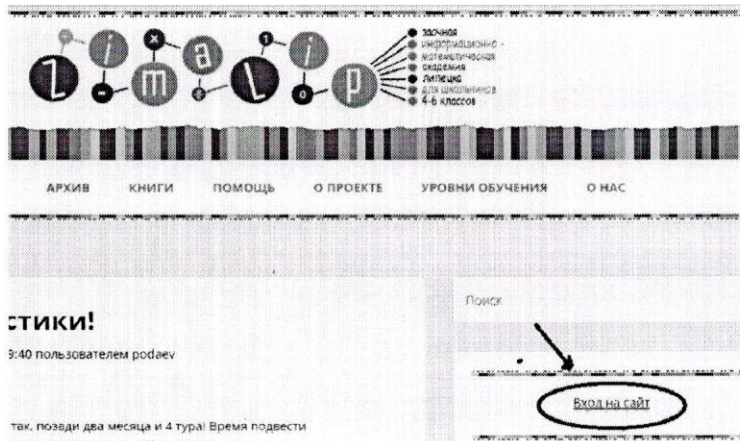 Z i - m x a L 1 i o p
заочная
информационно -
математическая
академия
липецка
для школьников
4-6 классов
АРХИВ КНИГИ ПОМОЩЬ О ПРОЕКТЕ УРОВНИ ОБУЧЕНИЯ О НАС
Поиск
стики!
9:40 пользователем podaev
Вход на сайт
так, позади два месяца и 4 тура! Время подвести